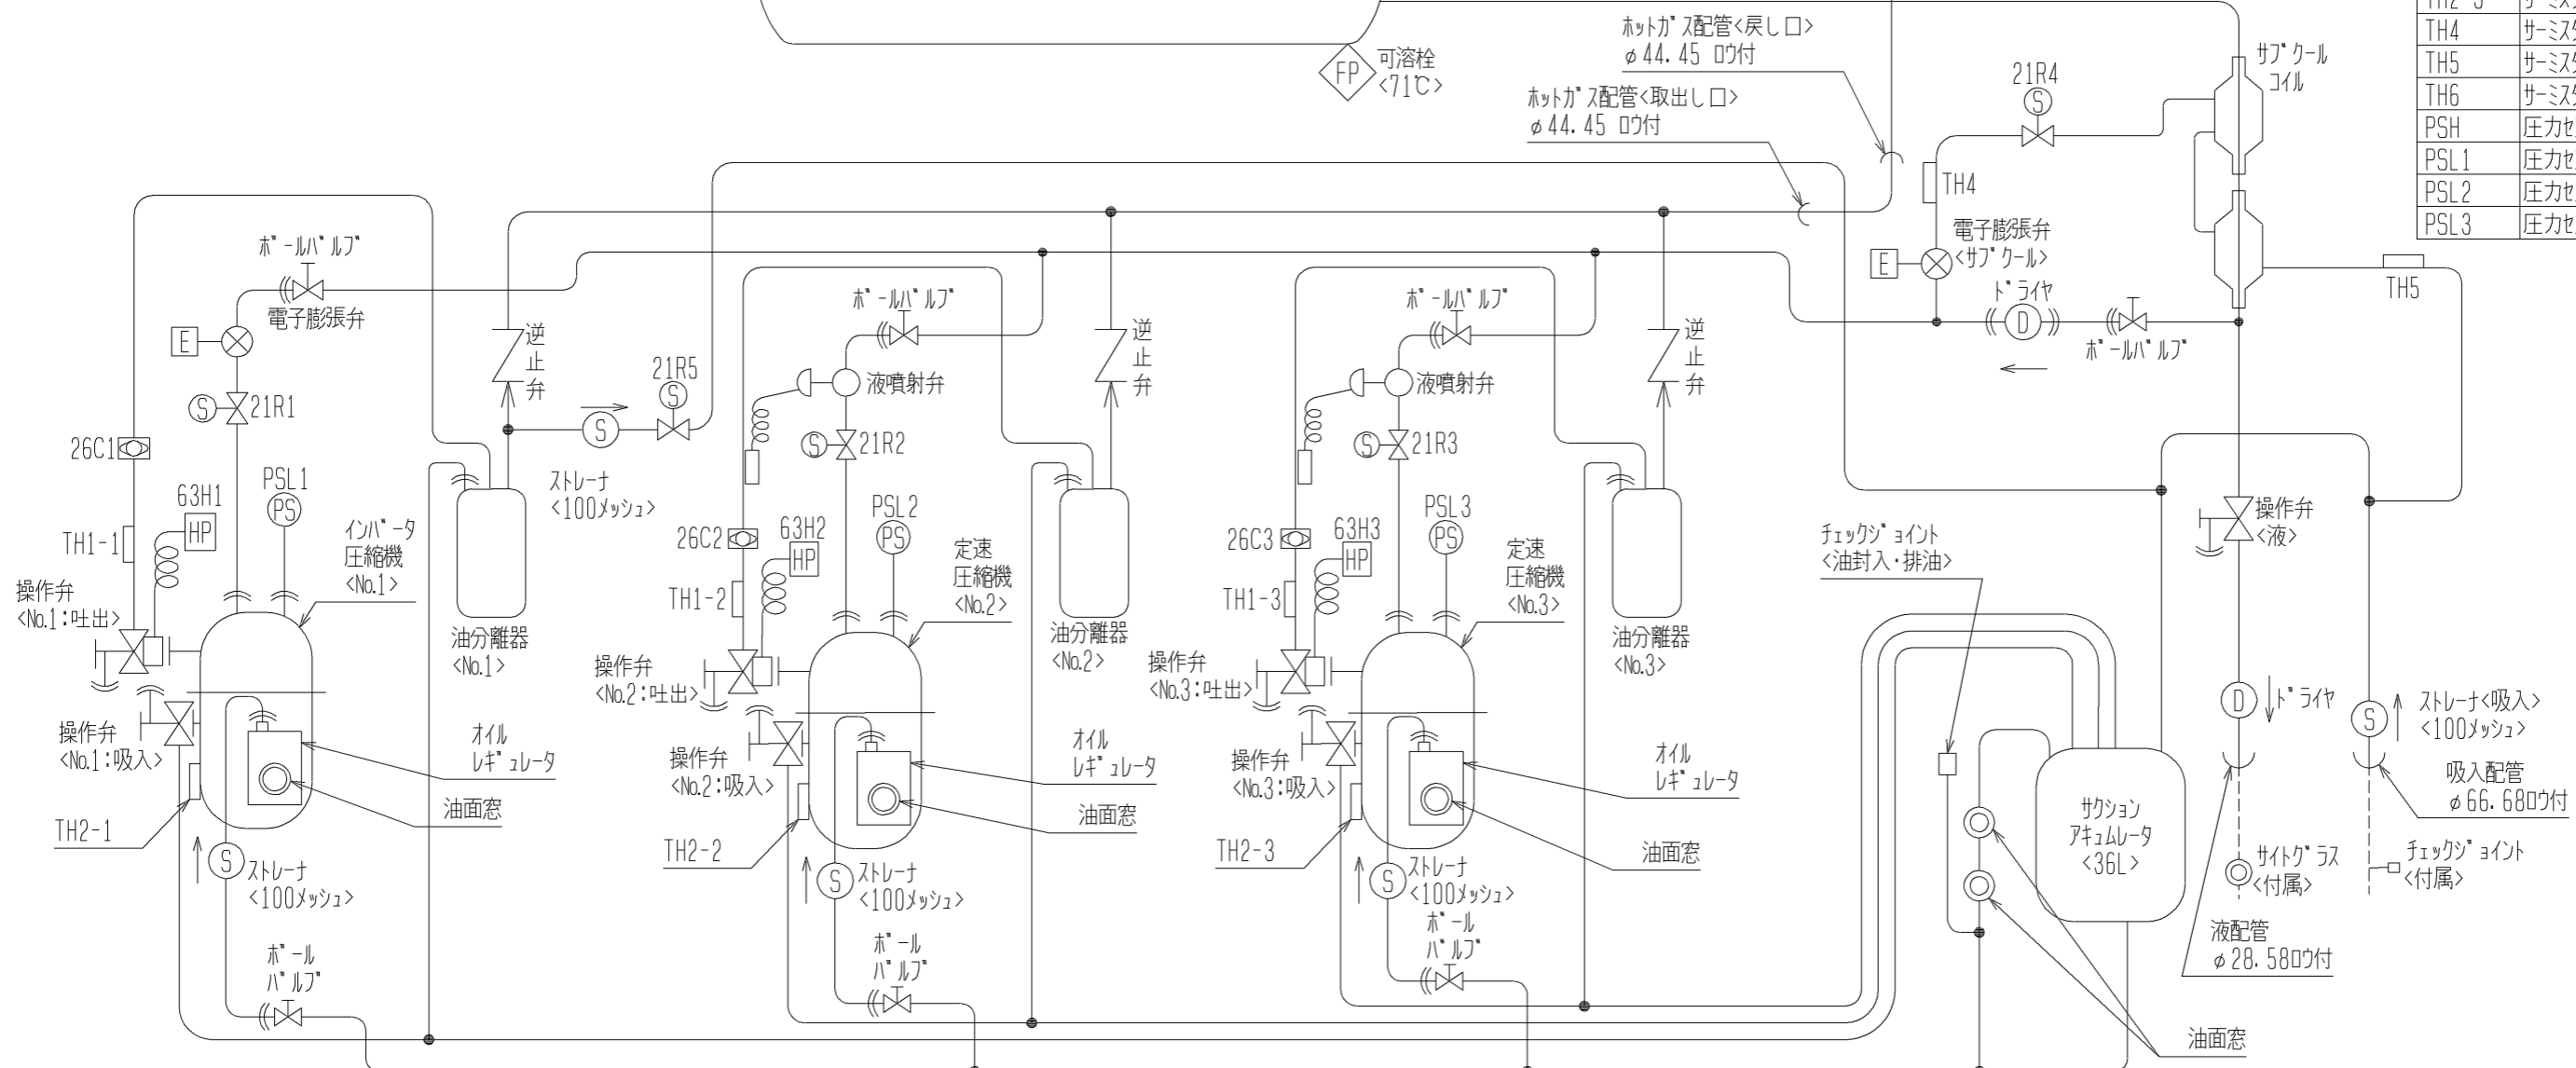 ホットガス配管<戻し口>
φ44.45 ロウ付
ホットガス配管<取出し口>
φ44.45 ロウ付
FP
可溶栓
<71℃>
21R4
S
サブクール
コイル
TH4
TH5
TH6
PSH
PSL1
PSL2
PSL3
圧力セ
圧力セ
圧力セ
圧力セ
TH4
電子膨張弁
<サブクール>
E
ドライヤ
D
ボールバルブ
TH5
ボールバルブ
電子膨張弁
E
S
21R1
26C1
63H1
HP
PSL1
PS
TH1-1
インバータ
圧縮機
<No.1>
操作弁
<No.1:吐出>
操作弁
<No.1:吸入>
TH2-1
オイル
レギュレータ
油面窓
S
ストレーナ
<100メッシュ>
ボール
バルブ
油分離器
<No.1>
逆止弁
21R5
S
S
ストレーナ
<100メッシュ>
ボールバルブ
液噴射弁
S
21R2
26C2
63H2
HP
PSL2
PS
TH1-2
定速
圧縮機
<No.2>
操作弁
<No.2:吐出>
操作弁
<No.2:吸入>
TH2-2
オイル
レギュレータ
油面窓
S
ストレーナ
<100メッシュ>
ボール
バルブ
油分離器
<No.2>
逆止弁
ボールバルブ
液噴射弁
S
21R3
26C3
63H3
HP
PSL3
PS
TH1-3
定速
圧縮機
<No.3>
操作弁
<No.3:吐出>
操作弁
<No.3:吸入>
TH2-3
オイル
レギュレータ
油面窓
S
ストレーナ
<100メッシュ>
ボール
バルブ
油分離器
<No.3>
逆止弁
チェックジョイント
<油封入・排油>
サクション
アキュムレータ
<36L>
油面窓
操作弁
<液>
D
ドライヤ
サイトグラス
<付属>
液配管
φ28.58ロウ付
S
ストレーナ<吸入>
<100メッシュ>
吸入配管
φ66.68ロウ付
チェックジョイント
<付属>